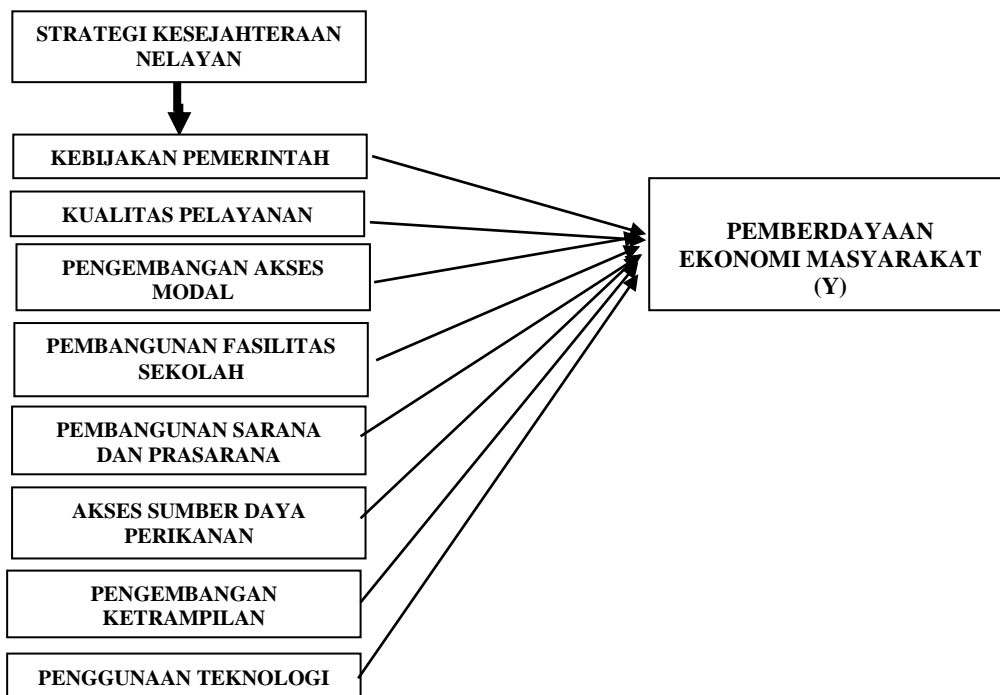 STRATEGI KESEJAHTERAAN
NELAYAN
KEBIJAKAN PEMERINTAH
KUALITAS PELAYANAN
PENGEMBANGAN AKSES
MODAL
PEMBANGUNAN FASILITAS
SEKOLAH
PEMBANGUNAN SARANA
DAN PRASARANA
AKSES SUMBER DAYA
PERIKANAN
PENGEMBANGAN
KETRAMPILAN
PENGGUNAAN TEKNOLOGI
PEMBERDAYAAN
EKONOMI MASYARAKAT
(Y)